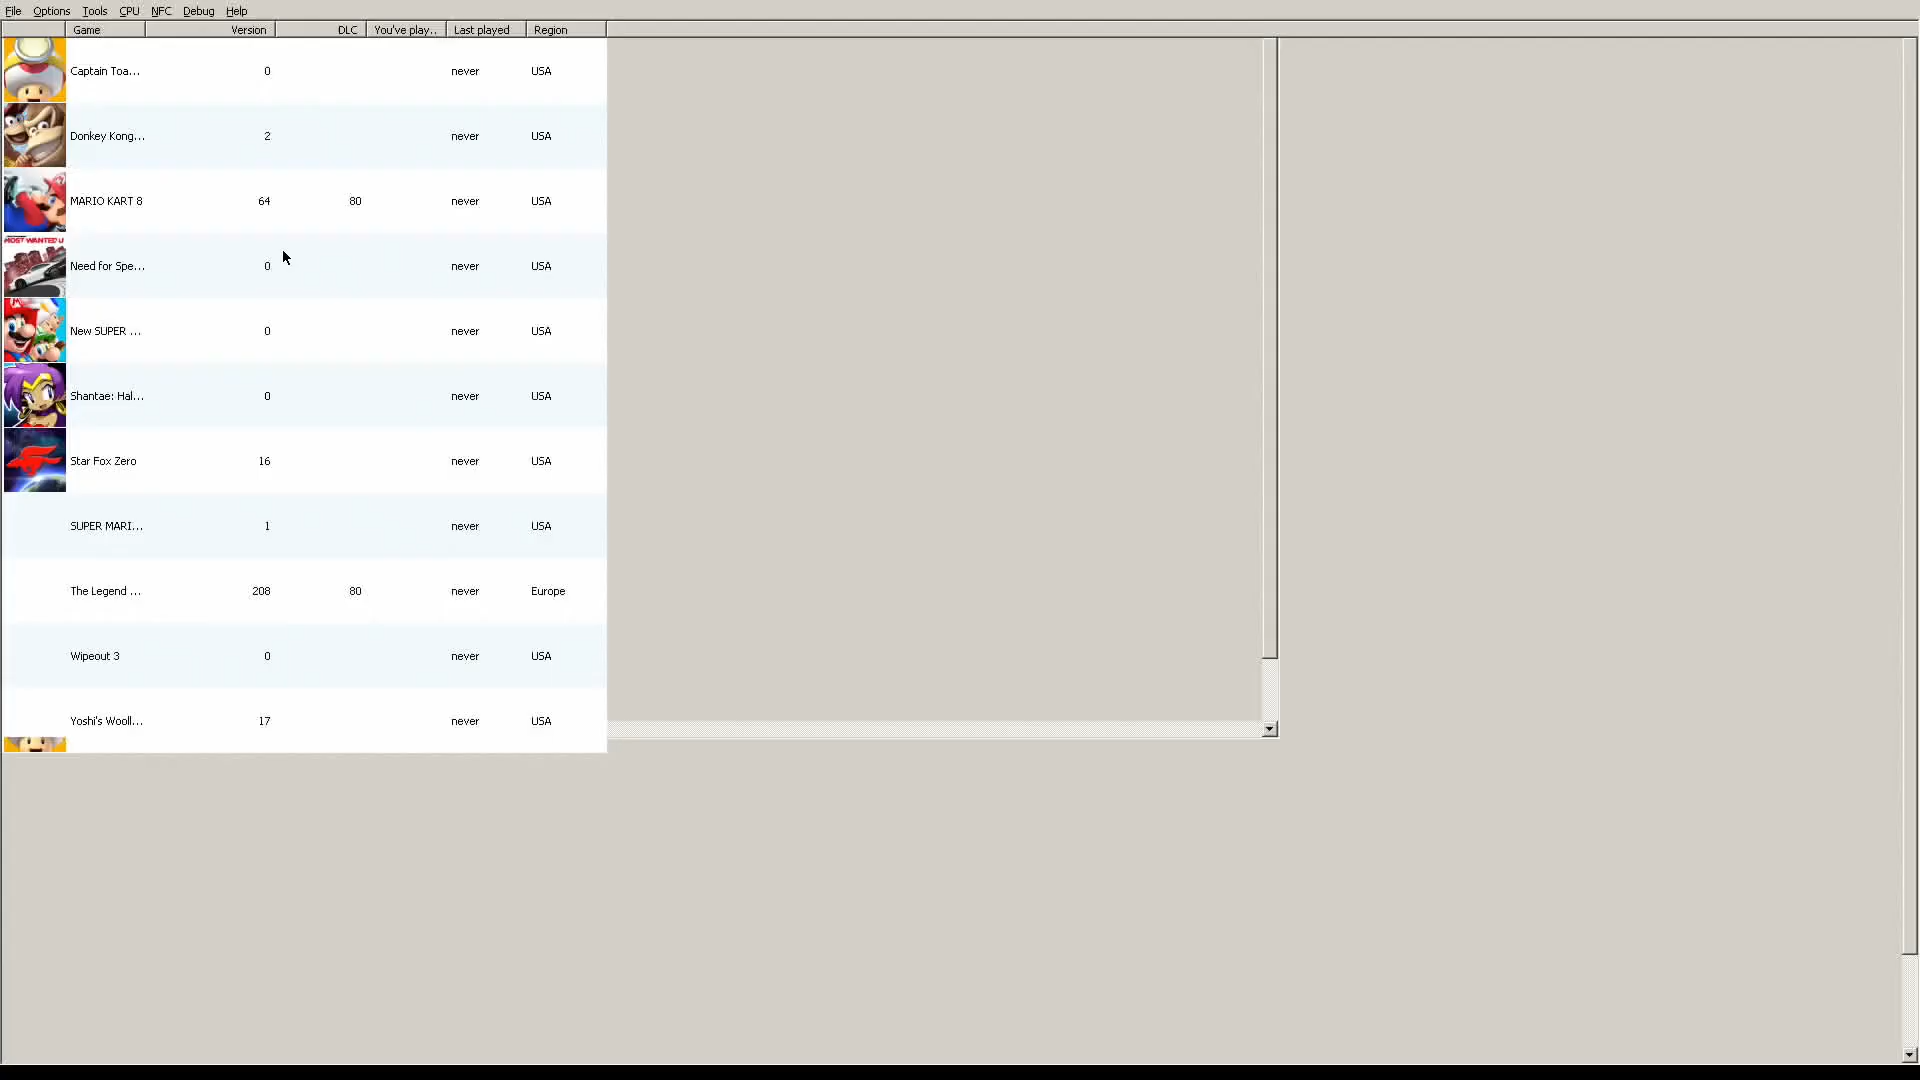 File Options Tools CPU NFC Debug Help
Game Version DLC You've play.. Last played Region
Captain Toa... 0 never USA
Donkey Kong... 2 never USA
MARIO KART 8 64 80 never USA
MOST WANTED U
Need for Spe... 0 never USA
New SUPER ... 0 never USA
Shantae: Hal... 0 never USA
Star Fox Zero 16 never USA
SUPER MARI... 1 never USA
The Legend ... 208 80 never Europe
Wipeout 3 0 never USA
Yoshi's Wooll... 17 never USA